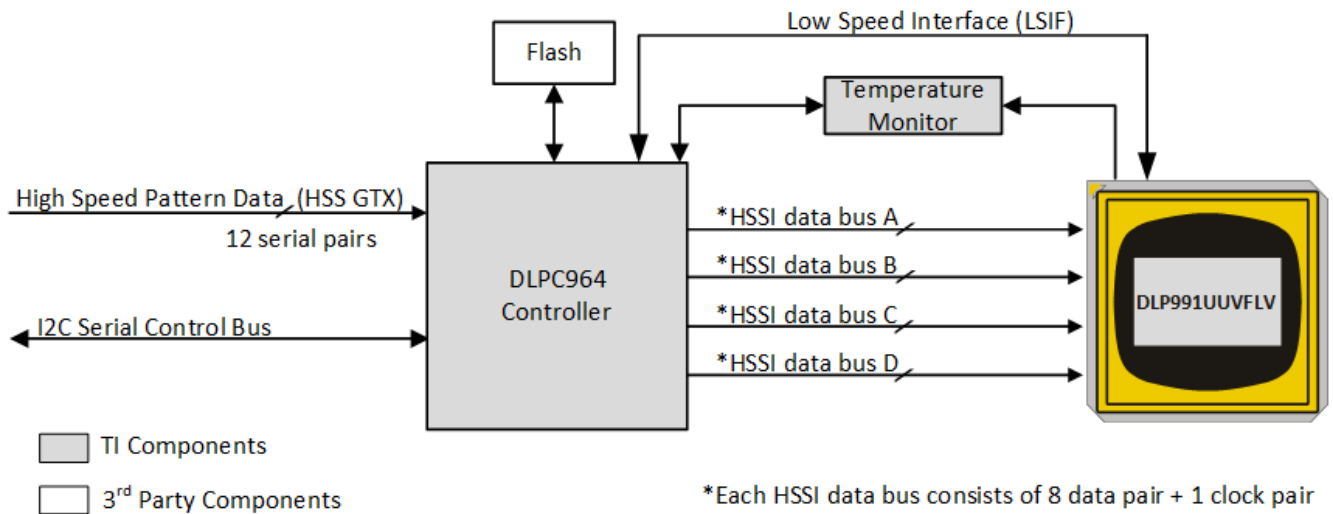 Low Speed Interface (LSIF)
Flash
Temperature
Monitor
High Speed Pattern Data (HSS GTX)
12 serial pairs
*HSSI data bus A
*HSSI data bus B
DLPC964
Controller
DLP991UUVFLV
*HSSI data bus C
I2C Serial Control Bus
*HSSI data bus D
TI Components
3rd Party Components
*Each HSSI data bus consists of 8 data pair + 1 clock pair